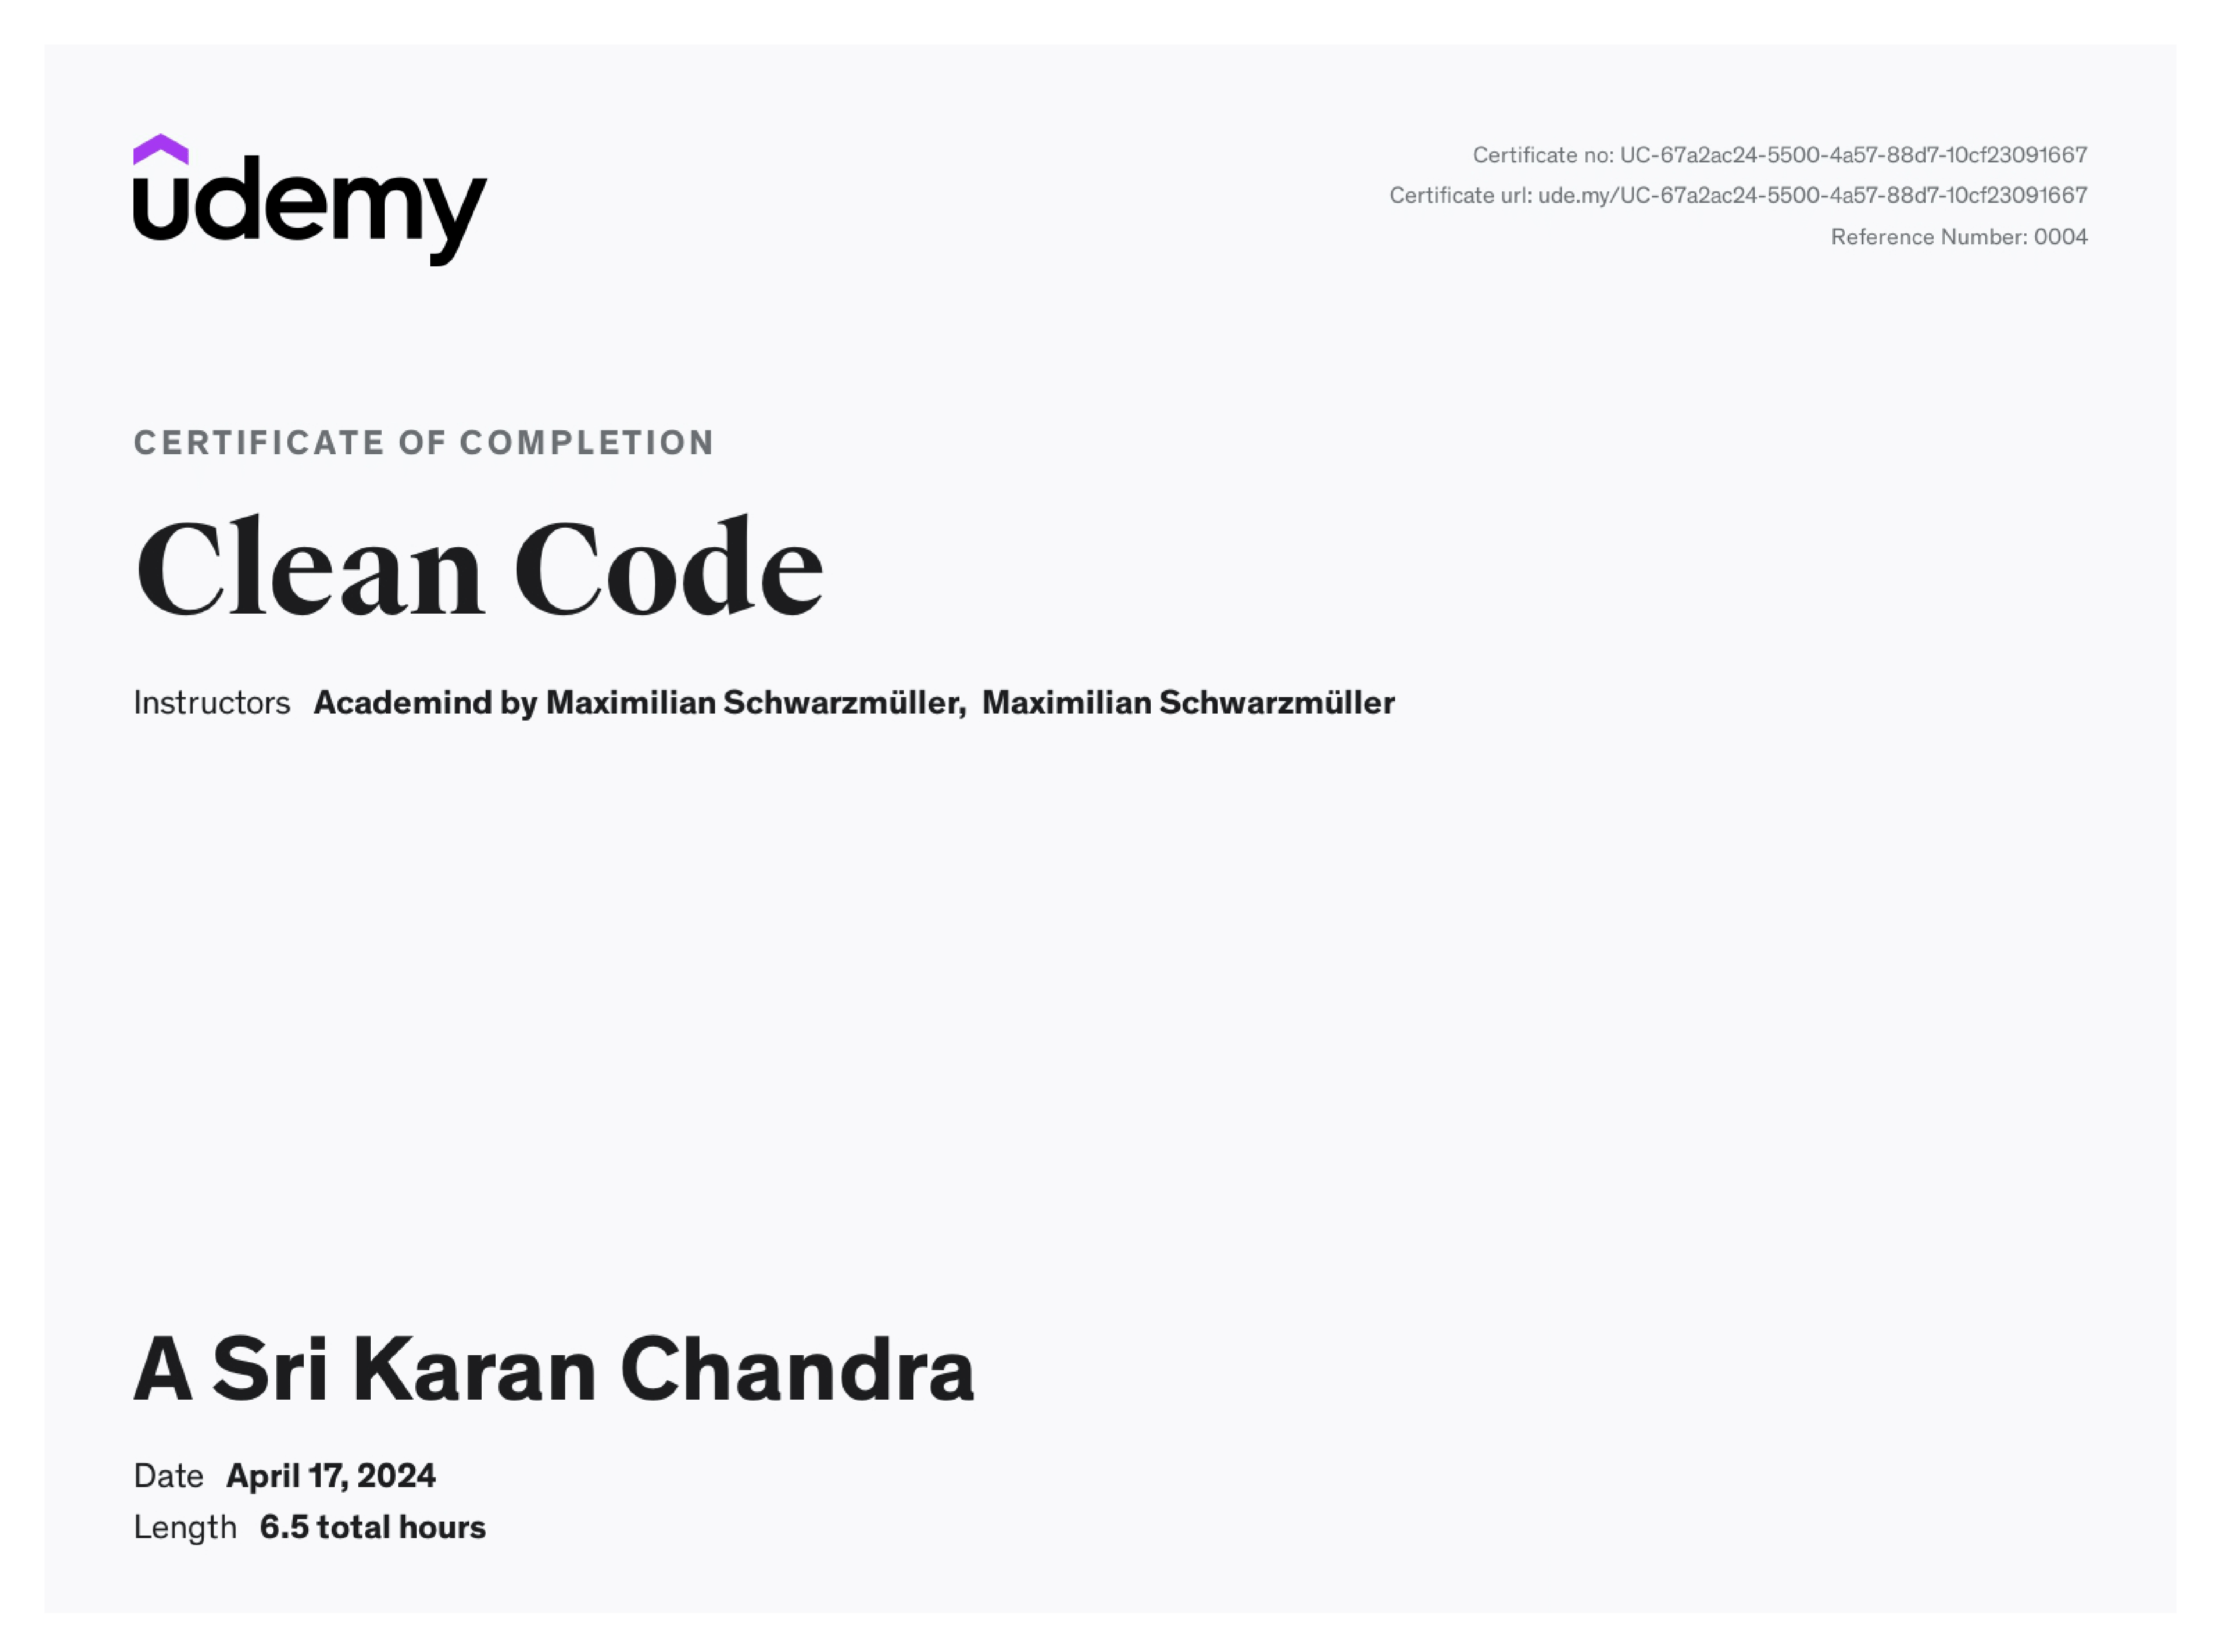 udemy
Certificate no: UC-67a2ac24-5500-4a57-88d7-10cf23091667
Certificate url: ude.my/UC-67a2ac24-5500-4a57-88d7-10cf23091667
Reference Number: 0004
CERTIFICATE OF COMPLETION
Clean Code
Instructors Academind by Maximilian Schwarzmüller, Maximilian Schwarzmüller
A Sri Karan Chandra
Date April 17, 2024
Length 6.5 total hours